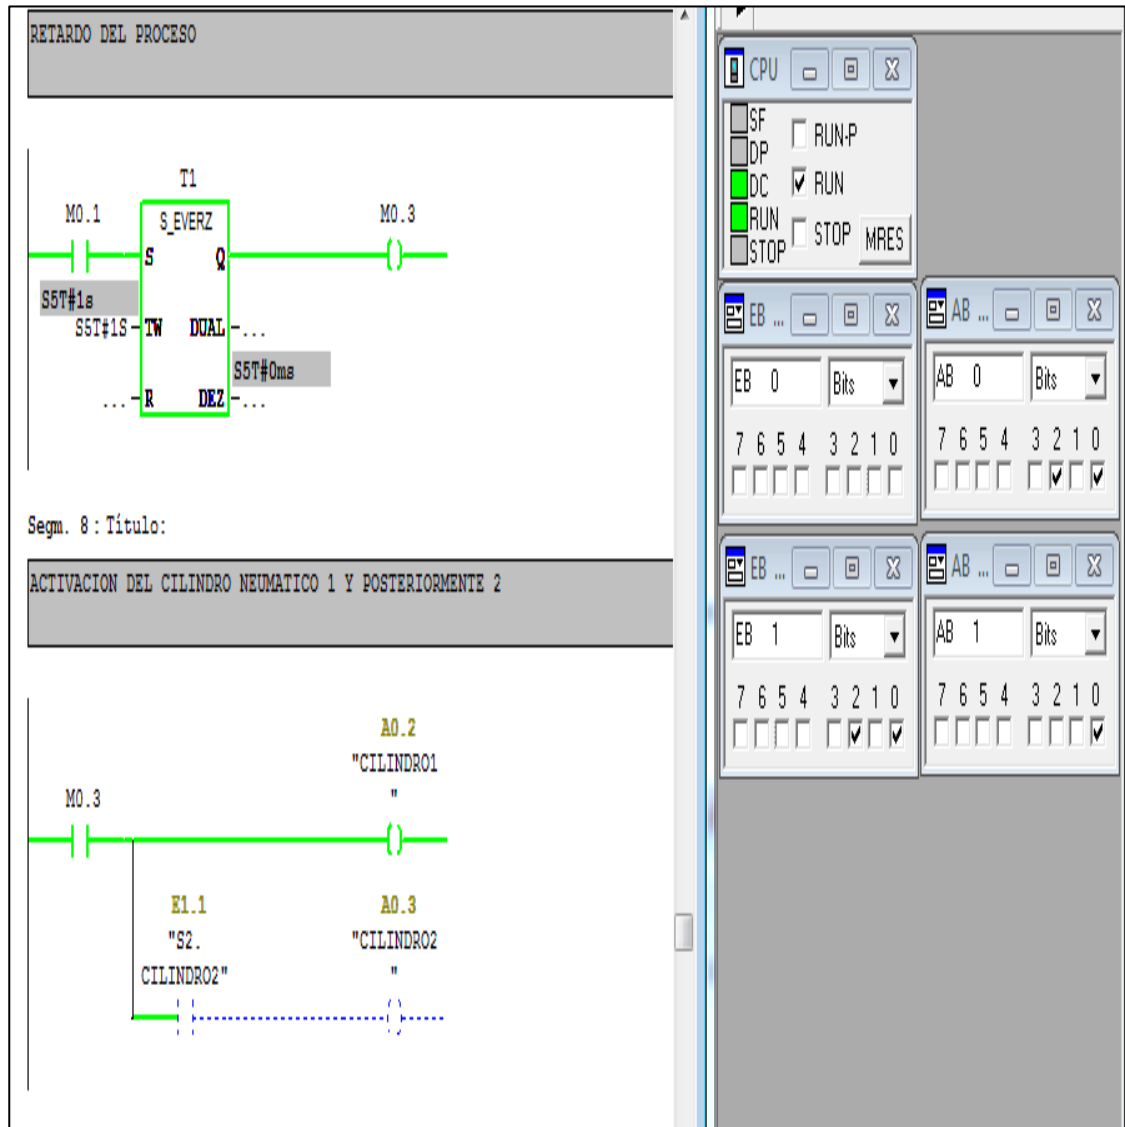 RETARDO DEL PROCESO
T1
M0.1
S_EVERZ
M0.3
S Q
S5T#1s
S5T#1S TW DUAL ...
S5T#0ms
... R DEZ ...
Segm. 8 : Título:
ACTIVACION DEL CILINDRO NEUMATICO 1 Y POSTERIORMENTE 2
A0.2
"CILINDRO1
"
M0.3
E1.1
"S2.
CILINDRO2"
A0.3
"CILINDRO2
"
CPU
SF
DP
DC
RUN
STOP
RUN-P
RUN
STOP
MRES
EB ...
EB 0
Bits
7 6 5 4 3 2 1 0
AB ...
AB 0
Bits
7 6 5 4 3 2 1 0
EB ...
EB 1
Bits
7 6 5 4 3 2 1 0
AB ...
AB 1
Bits
7 6 5 4 3 2 1 0